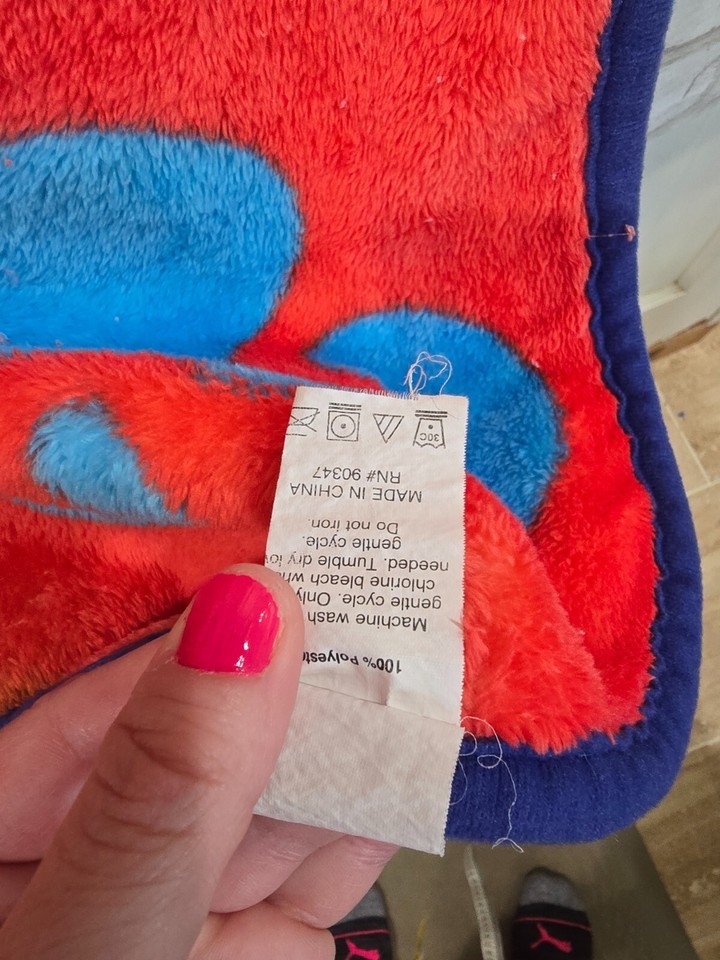 100% Polyeste
Machine wash
gentle cycle. Only
chlorine bleach wh
needed. Tumble dry lo
gentle cycle.
Do not iron.
MADE IN CHINA
RN# 90347
30C